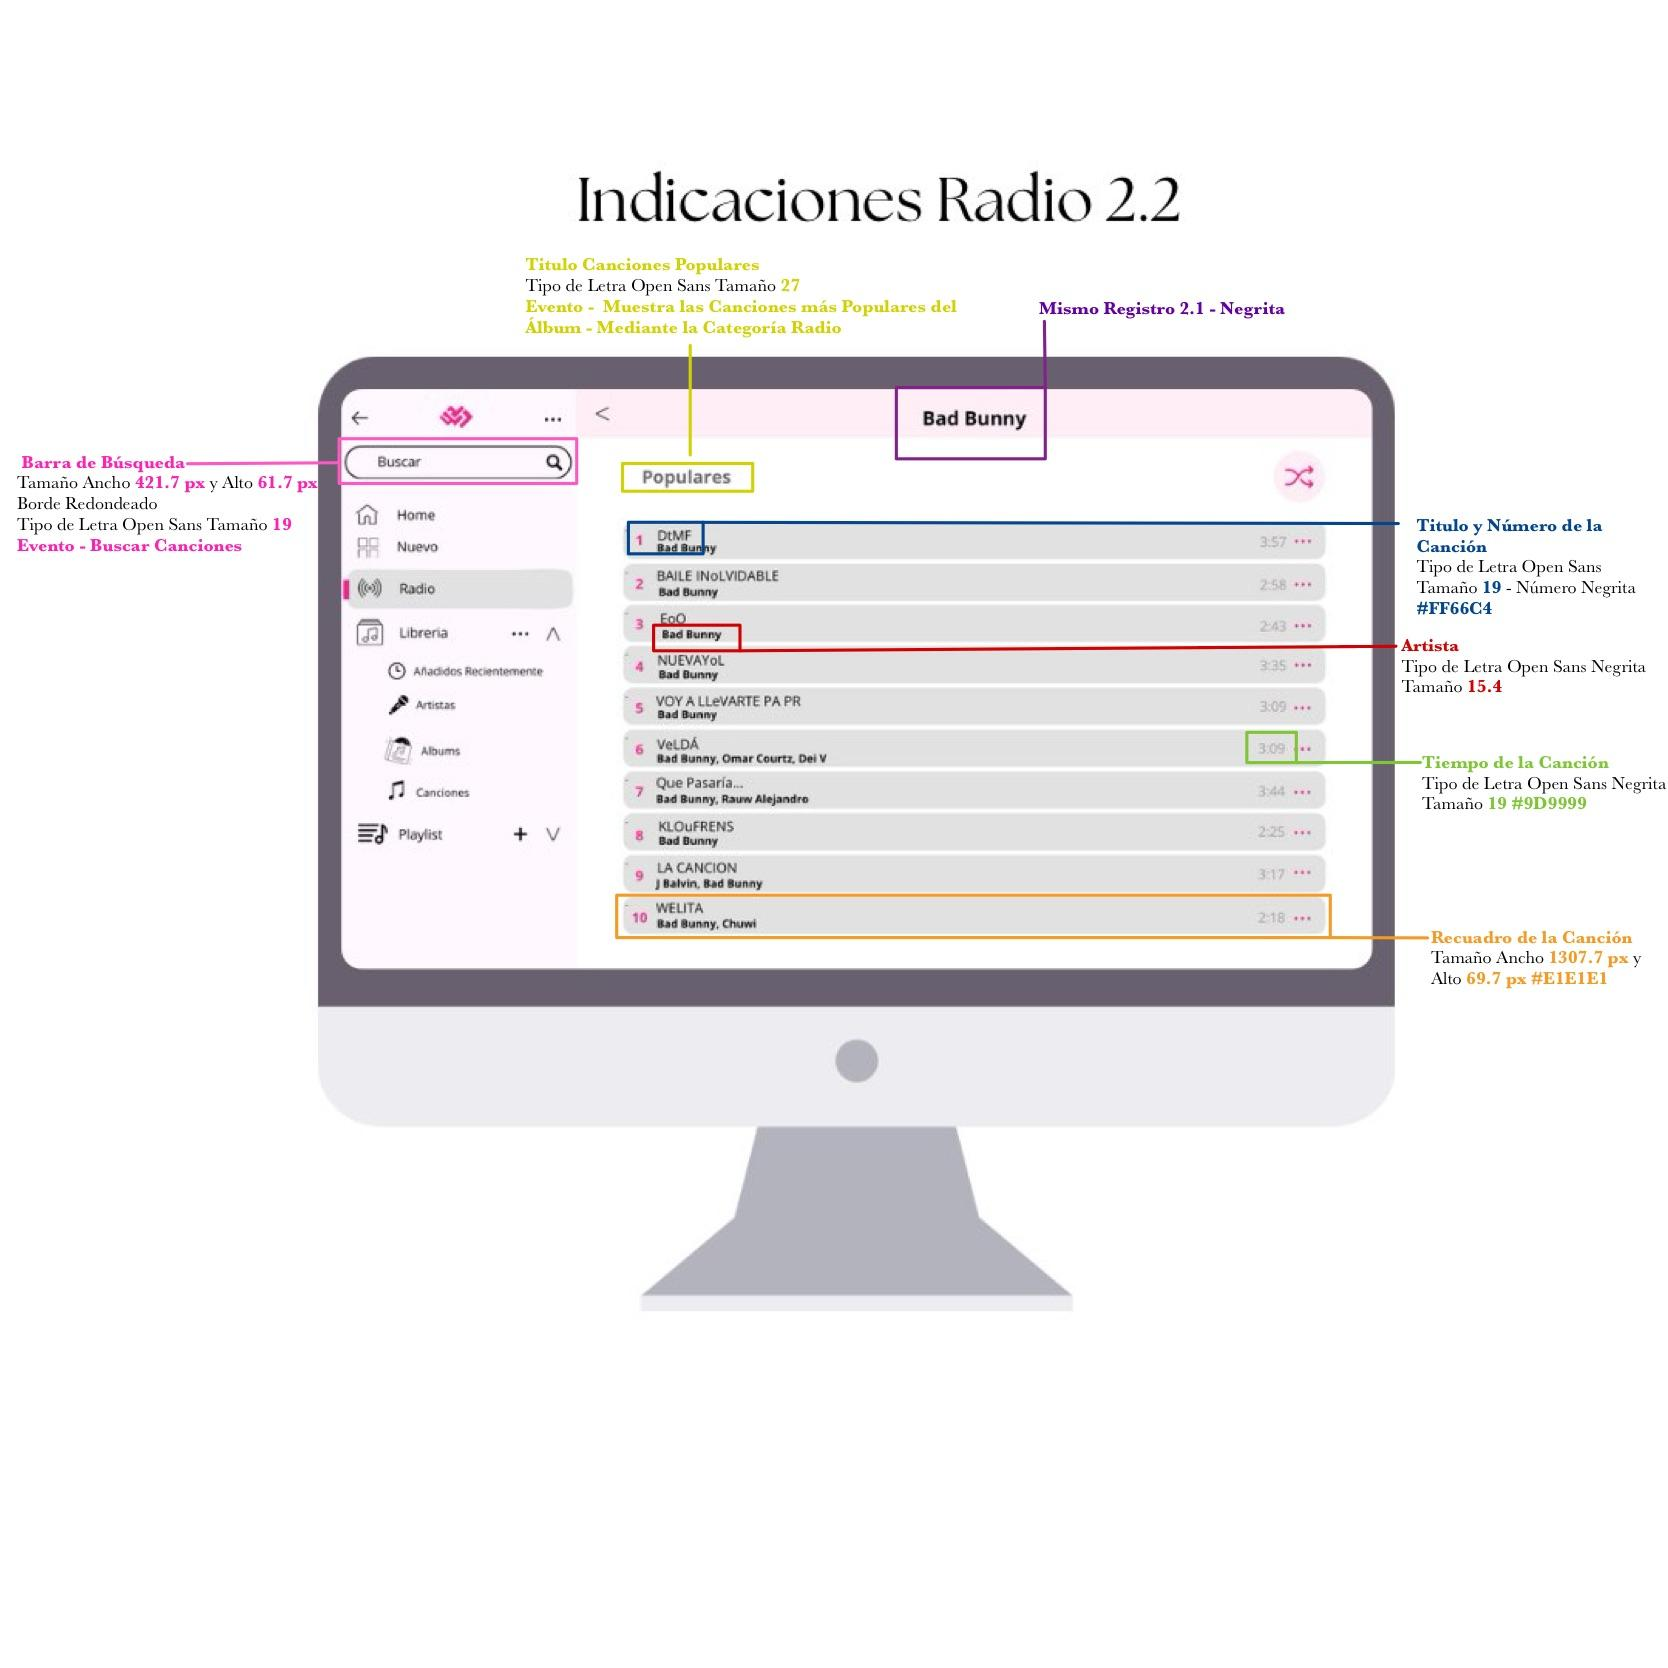 Indicaciones Radio 2.2
Titulo Canciones Populares
Tipo de Letra Open Sans Tamaño 27
Evento - Muestra las Canciones más Populares del
Álbum - Mediante la Categoría Radio
Mismo Registro 2.1 - Negrita
Barra de Búsqueda
Tamaño Ancho 421.7 px y Alto 61.7 px
Borde Redondeado
Tipo de Letra Open Sans Tamaño 19
Evento - Buscar Canciones
Buscar
Home
Nuevo
Radio
Libreria
Añadidos Recientemente
Artistas
Albums
Canciones
Playlist
Bad Bunny
Populares
1 DtMF 3:57
Bad Bunny
2 BAILE INoLVIDABLE 2:58
Bad Bunny
3 EoO 2:43
Bad Bunny
4 NUEVAYoL 3:35
Bad Bunny
5 VOY A LLeVARTE PA PR 3:09
Bad Bunny
6 VeLDÁ 3:09
Bad Bunny, Omar Courtz, Dei V
7 Que Pasaría... 3:44
Bad Bunny, Rauw Alejandro
8 KLOuFRENS 2:25
Bad Bunny
9 LA CANCION 3:17
J Balvin, Bad Bunny
10 WELITA 2:18
Bad Bunny, Chuwi
Titulo y Número de la
Canción
Tipo de Letra Open Sans
Tamaño 19 - Número Negrita
#FF66C4
Artista
Tipo de Letra Open Sans Negrita
Tamaño 15.4
Tiempo de la Canción
Tipo de Letra Open Sans Negrita
Tamaño 19 #9D9999
Recuadro de la Canción
Tamaño Ancho 1307.7 px y
Alto 69.7 px #E1E1E1